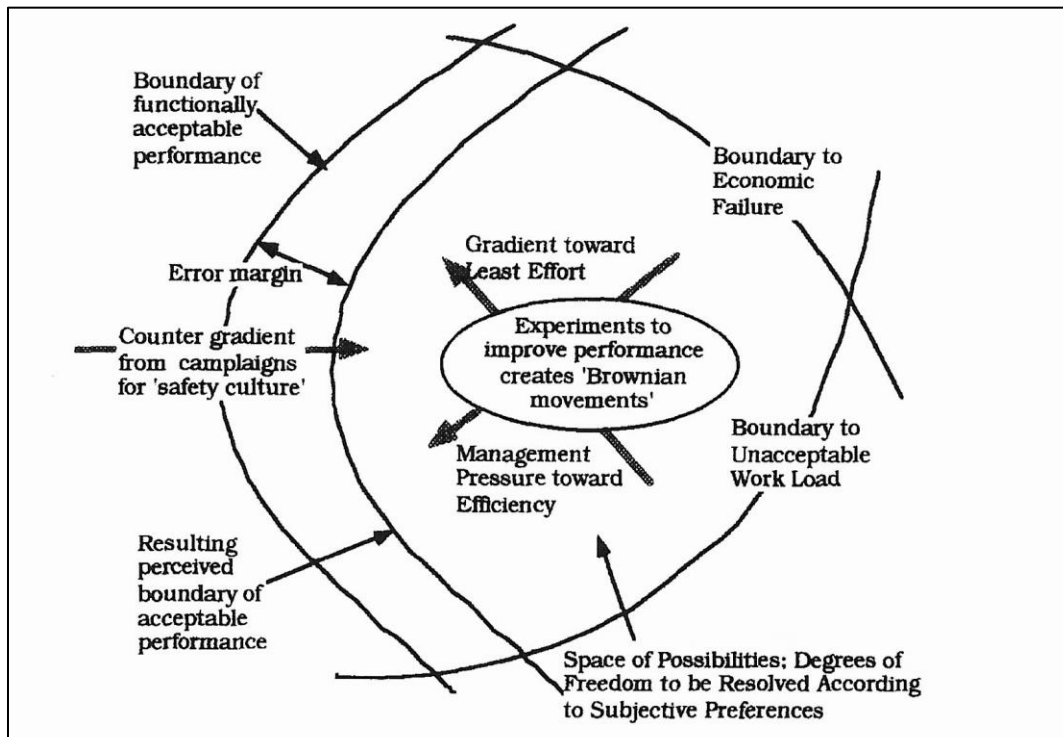 Boundary of
functionally
acceptable
performance
Boundary to
Economic
Failure
Gradient toward
Least Effort
Error margin
Experiments to
improve performance
creates 'Brownian
movements'
Counter gradient
from camplaigns
for 'safety culture'
Boundary to
Unacceptable
Work Load
Management
Pressure toward
Efficiency
Resulting
perceived
boundary of
acceptable
performance
Space of Possibilities; Degrees of
Freedom to be Resolved According
to Subjective Preferences